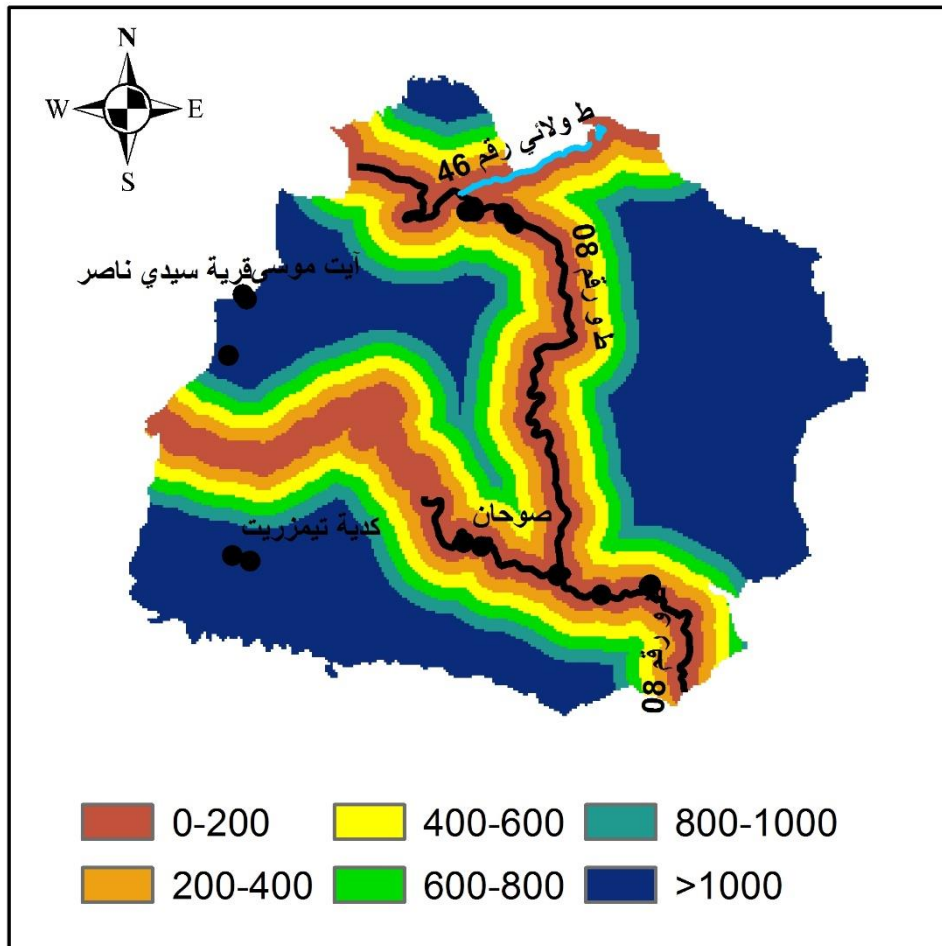 N
W E
S
ط ولائي رقم 46
ط و رقم 08
آيت موسى
قرية سيدي ناصر
صوحان
كدية تيمزريت
و رقم 08
0-200 400-600 800-1000
200-400 600-800 >1000